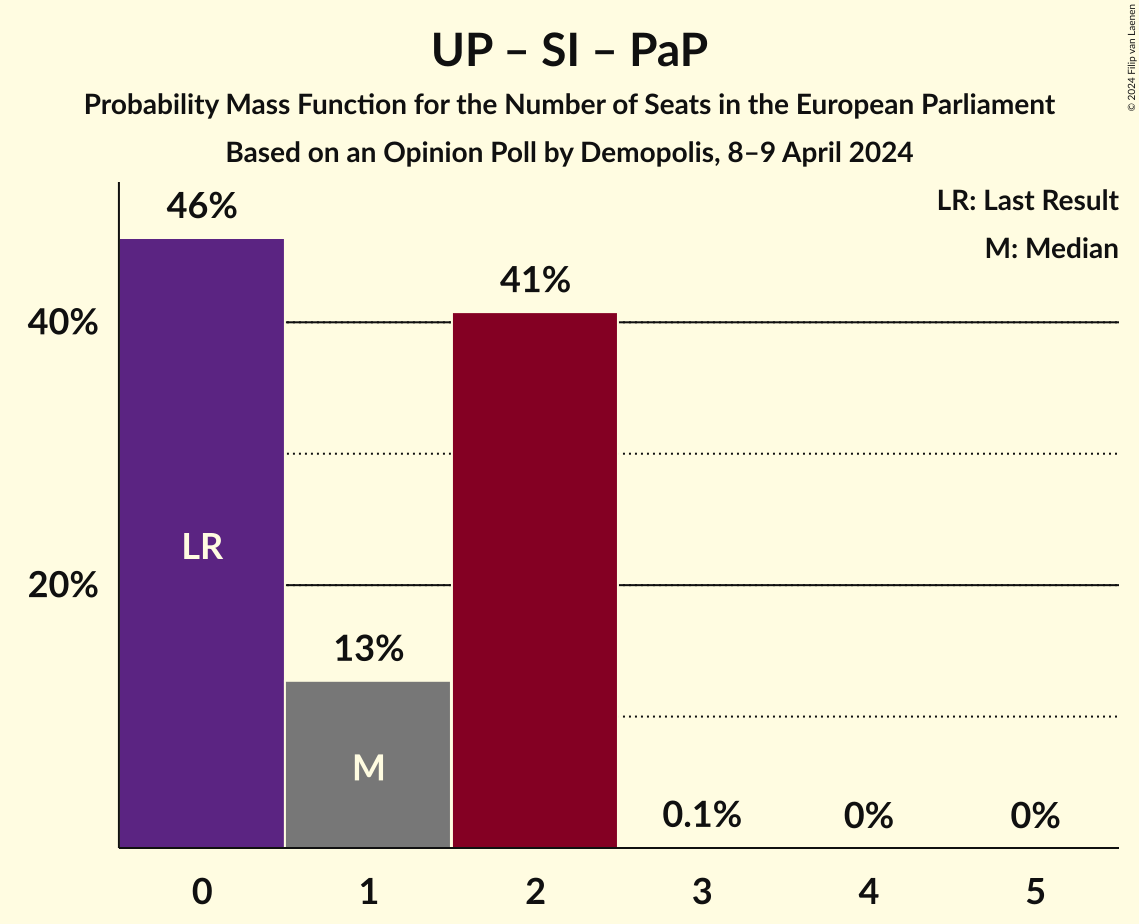 UP – SI – PaP
Probability Mass Function for the Number of Seats in the European Parliament
Based on an Opinion Poll by Demopolis, 8–9 April 2024
© 2024 Filip van Laenen
LR: Last Result
M: Median
46%
41%
40%
LR
20%
13%
M
0.1%
0%
0%
0
1
2
3
4
5